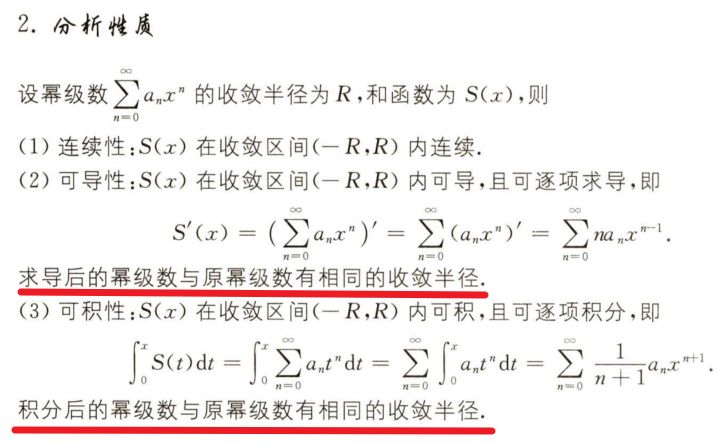 2. 分析性质
设幂级数 $\sum_{n=0}^{\infty} a_n x^n$ 的收敛半径为 R,和函数为 S(x),则
(1) 连续性:S(x) 在收敛区间(-R,R) 内连续.
(2) 可导性:S(x) 在收敛区间(-R,R) 内可导,且可逐项求导,即
$S'(x) = \left(\sum_{n=0}^{\infty} a_n x^n\right)' = \sum_{n=0}^{\infty} (a_n x^n)' = \sum_{n=0}^{\infty} n a_n x^{n-1}.$
求导后的幂级数与原幂级数有相同的收敛半径.
(3) 可积性:S(x) 在收敛区间(-R,R) 内可积,且可逐项积分,即
$\int_0^x S(t) dt = \int_0^x \sum_{n=0}^{\infty} a_n t^n dt = \sum_{n=0}^{\infty} \int_0^x a_n t^n dt = \sum_{n=0}^{\infty} \frac{1}{n+1} a_n x^{n+1}.$
积分后的幂级数与原幂级数有相同的收敛半径.